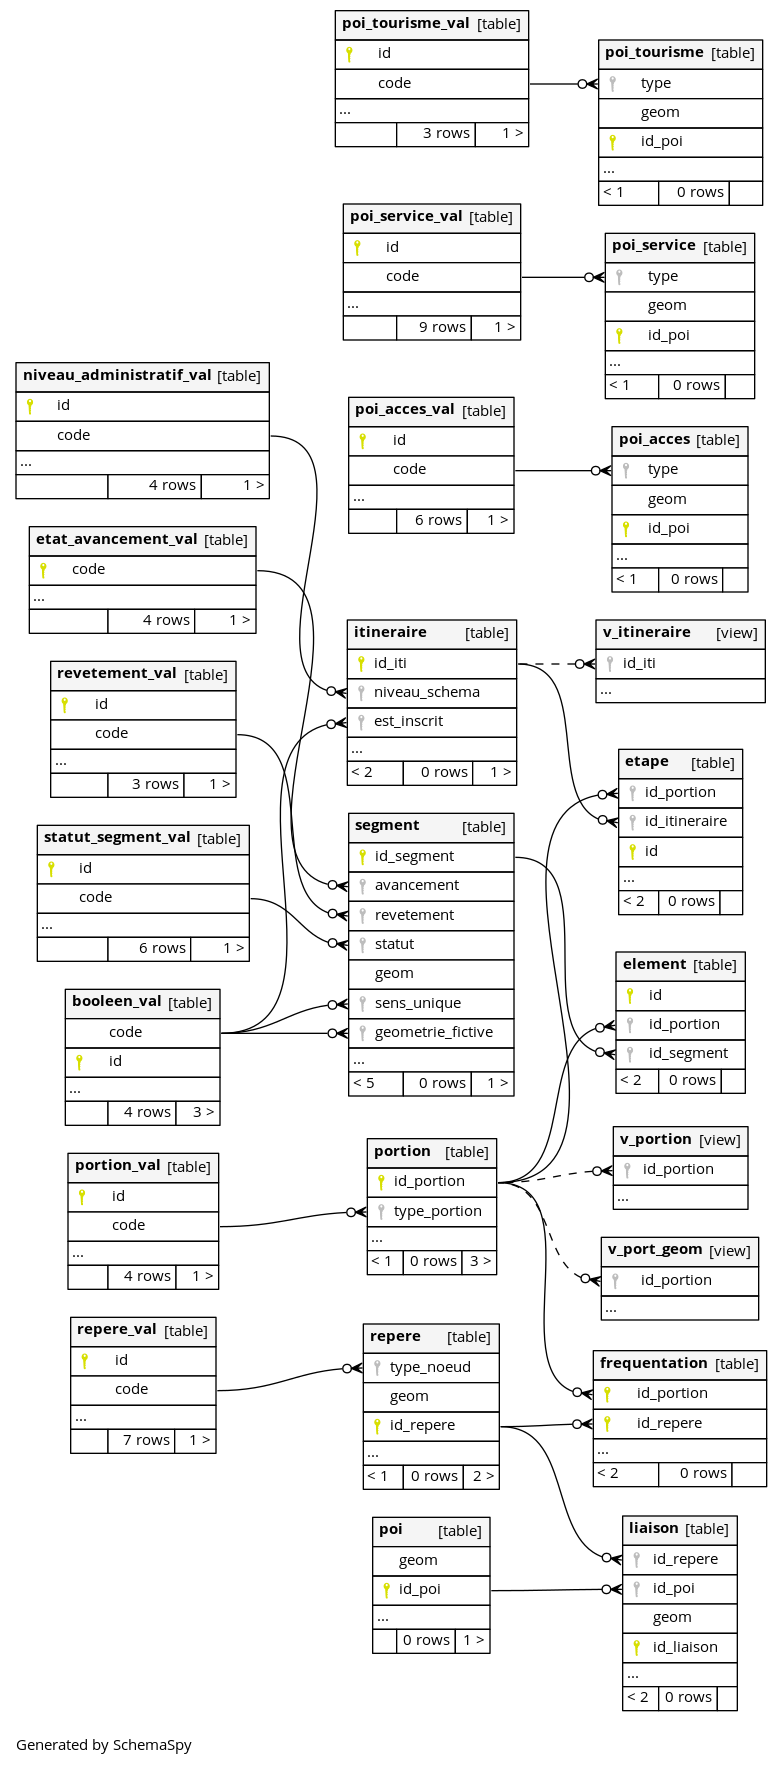 poi_tourisme_val [table]
id
code
...
3 rows 1 >
poi_tourisme [table]
type
geom
id_poi
...
< 1 0 rows
poi_service_val [table]
id
code
...
9 rows 1 >
poi_service [table]
type
geom
id_poi
...
< 1 0 rows
niveau_administratif_val [table]
id
code
...
4 rows 1 >
poi_acces_val [table]
id
code
...
6 rows 1 >
poi_acces [table]
type
geom
id_poi
...
< 1 0 rows
etat_avancement_val [table]
code
...
4 rows 1 >
itineraire [table]
id_iti
niveau_schema
est_inscrit
...
< 2 0 rows 1 >
v_itineraire [view]
id_iti
...
revetement_val [table]
id
code
...
3 rows 1 >
etape [table]
id_portion
id_itineraire
id
...
< 2 0 rows
statut_segment_val [table]
id
code
...
6 rows 1 >
segment [table]
id_segment
avancement
revetement
statut
geom
sens_unique
geometrie_fictive
...
< 5 0 rows 1 >
element [table]
id
id_portion
id_segment
...
< 2 0 rows
booleen_val [table]
code
id
...
4 rows 3 >
v_portion [view]
id_portion
...
portion_val [table]
id
code
...
4 rows 1 >
portion [table]
id_portion
type_portion
...
< 1 0 rows 3 >
v_port_geom [view]
id_portion
...
repere_val [table]
id
code
...
7 rows 1 >
repere [table]
type_noeud
geom
id_repere
...
< 1 0 rows 2 >
frequentation [table]
id_portion
id_repere
...
< 2 0 rows
poi [table]
geom
id_poi
...
0 rows 1 >
liaison [table]
id_repere
id_poi
geom
id_liaison
...
< 2 0 rows
Generated by SchemaSpy